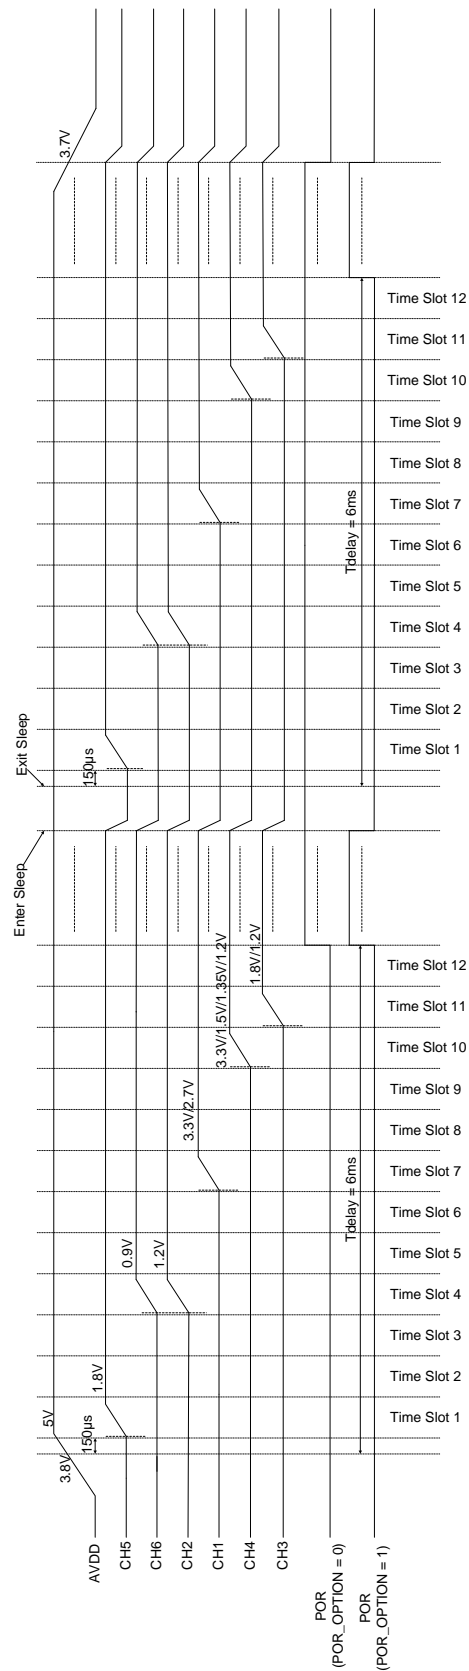 3.7V
Time Slot 12
Time Slot 11
Time Slot 10
Time Slot 9
Time Slot 8
Time Slot 7
Time Slot 6
Time Slot 5
Time Slot 4
Time Slot 3
Time Slot 2
Time Slot 1
Tdelay = 6ms
Exit Sleep
150µs
Enter Sleep
Time Slot 12
Time Slot 11
Time Slot 10
Time Slot 9
Time Slot 8
Time Slot 7
Time Slot 6
Time Slot 5
Time Slot 4
Time Slot 3
Time Slot 2
Time Slot 1
1.8V/1.2V
3.3V/1.5V/1.35V/1.2V
3.3V/2.7V
Tdelay = 6ms
0.9V
1.2V
1.8V
5V
3.8V
150µs
AVDD
CH5
CH6
CH2
CH1
CH4
CH3
POR
(POR_OPTION = 0)
POR
(POR_OPTION = 1)